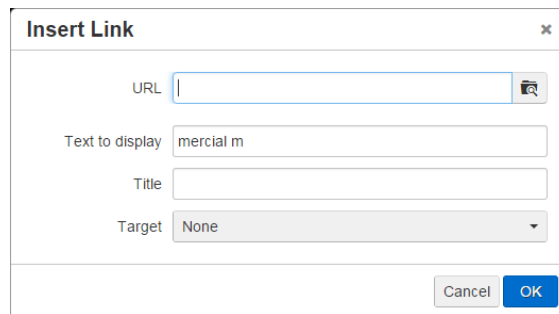 Insert Link ×
URL
Text to display mercial m
Title
Target None
Cancel OK